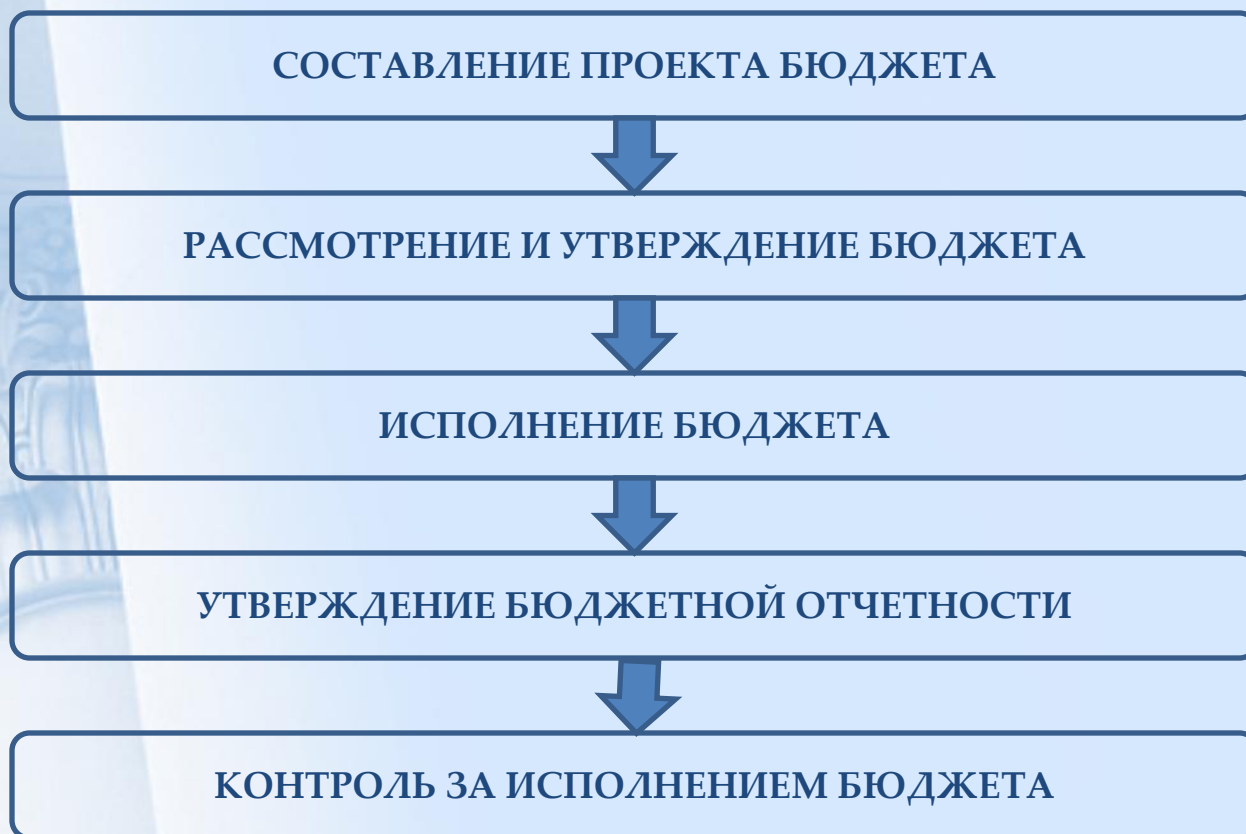 СОСТАВЛЕНИЕ ПРОЕКТА БЮДЖЕТА
РАССМОТРЕНИЕ И УТВЕРЖДЕНИЕ БЮДЖЕТА
ИСПОЛНЕНИЕ БЮДЖЕТА
УТВЕРЖДЕНИЕ БЮДЖЕТНОЙ ОТЧЕТНОСТИ
КОНТРОЛЬ ЗА ИСПОЛНЕНИЕМ БЮДЖЕТА